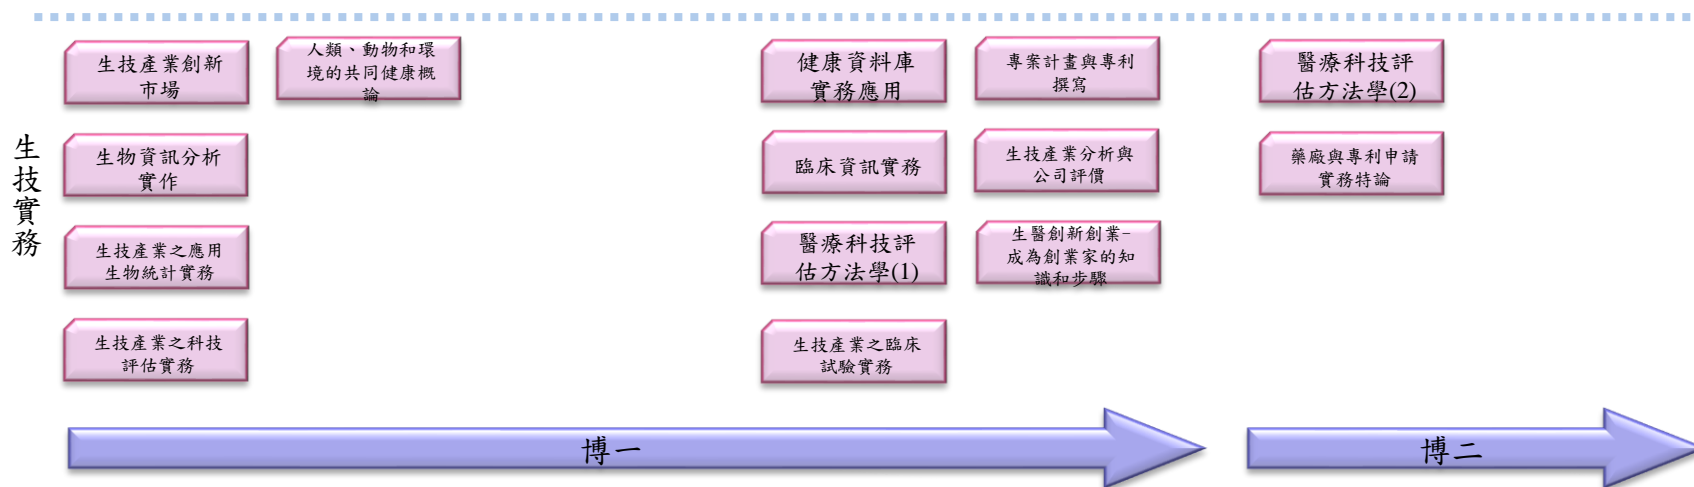 生技實務
生技產業創新
市場
人類、動物和環
境的共同健康概
論
生物資訊分析
實作
生技產業之應用
生物統計實務
生技產業之科技
評估實務
健康資料庫
實務應用
專案計畫與專利
撰寫
臨床資訊實務
生技產業分析與
公司評價
醫療科技評
估方法學(1)
生醫創新創業-
成為創業家的知
識和步驟
生技產業之臨床
試驗實務
醫療科技評
估方法學(2)
藥廠與專利申請
實務特論
博一
博二